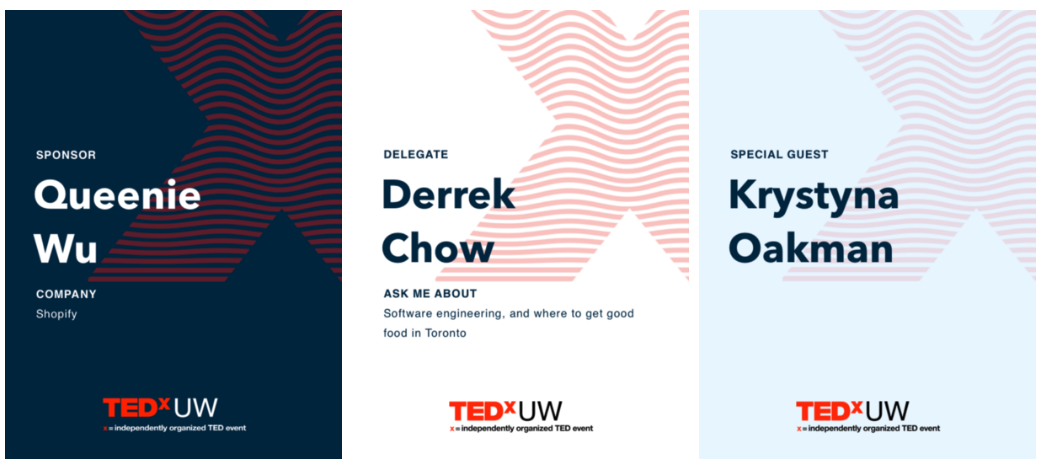 SPONSOR
Queenie
Wu
COMPANY
Shopify
TEDxUW
x = independently organized TED event
DELEGATE
Derrek
Chow
ASK ME ABOUT
Software engineering, and where to get good
food in Toronto
TEDxUW
x = independently organized TED event
SPECIAL GUEST
Krystyna
Oakman
TEDxUW
x = independently organized TED event